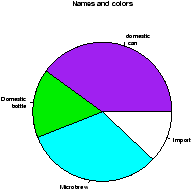 Names and colors
domestic
can
Domestic
bottle
Import
Microbrew